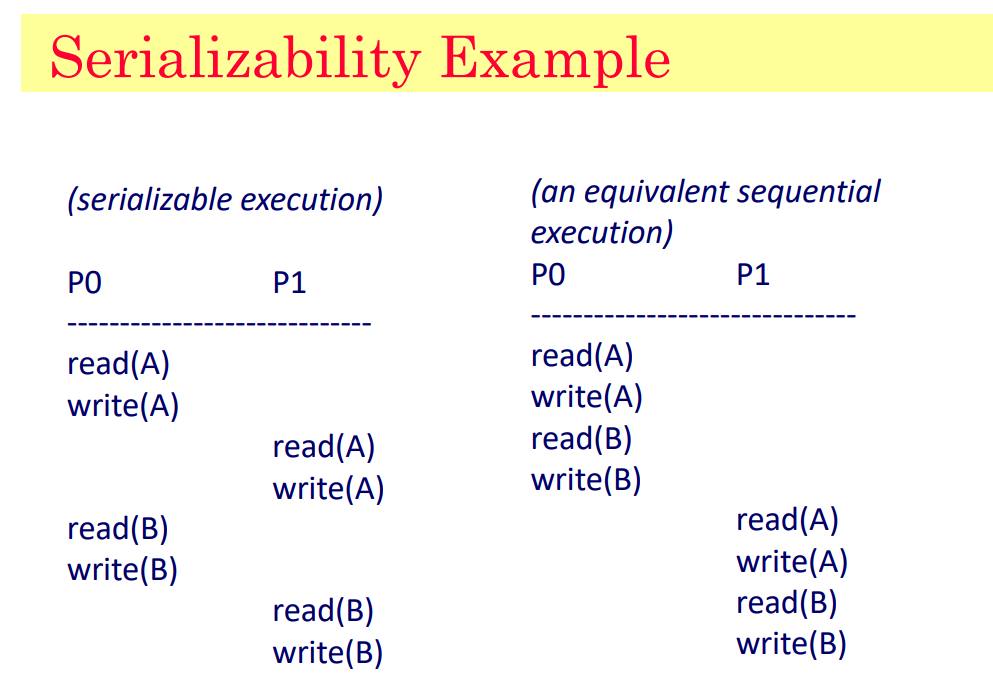 Serializability Example
(serializable execution)
P0 P1
-----------------------------
read(A)
write(A)
read(A)
write(A)
read(B)
write(B)
read(B)
write(B)
(an equivalent sequential
execution)
P0 P1
-------------------------------
read(A)
write(A)
read(B)
write(B)
read(A)
write(A)
read(B)
write(B)